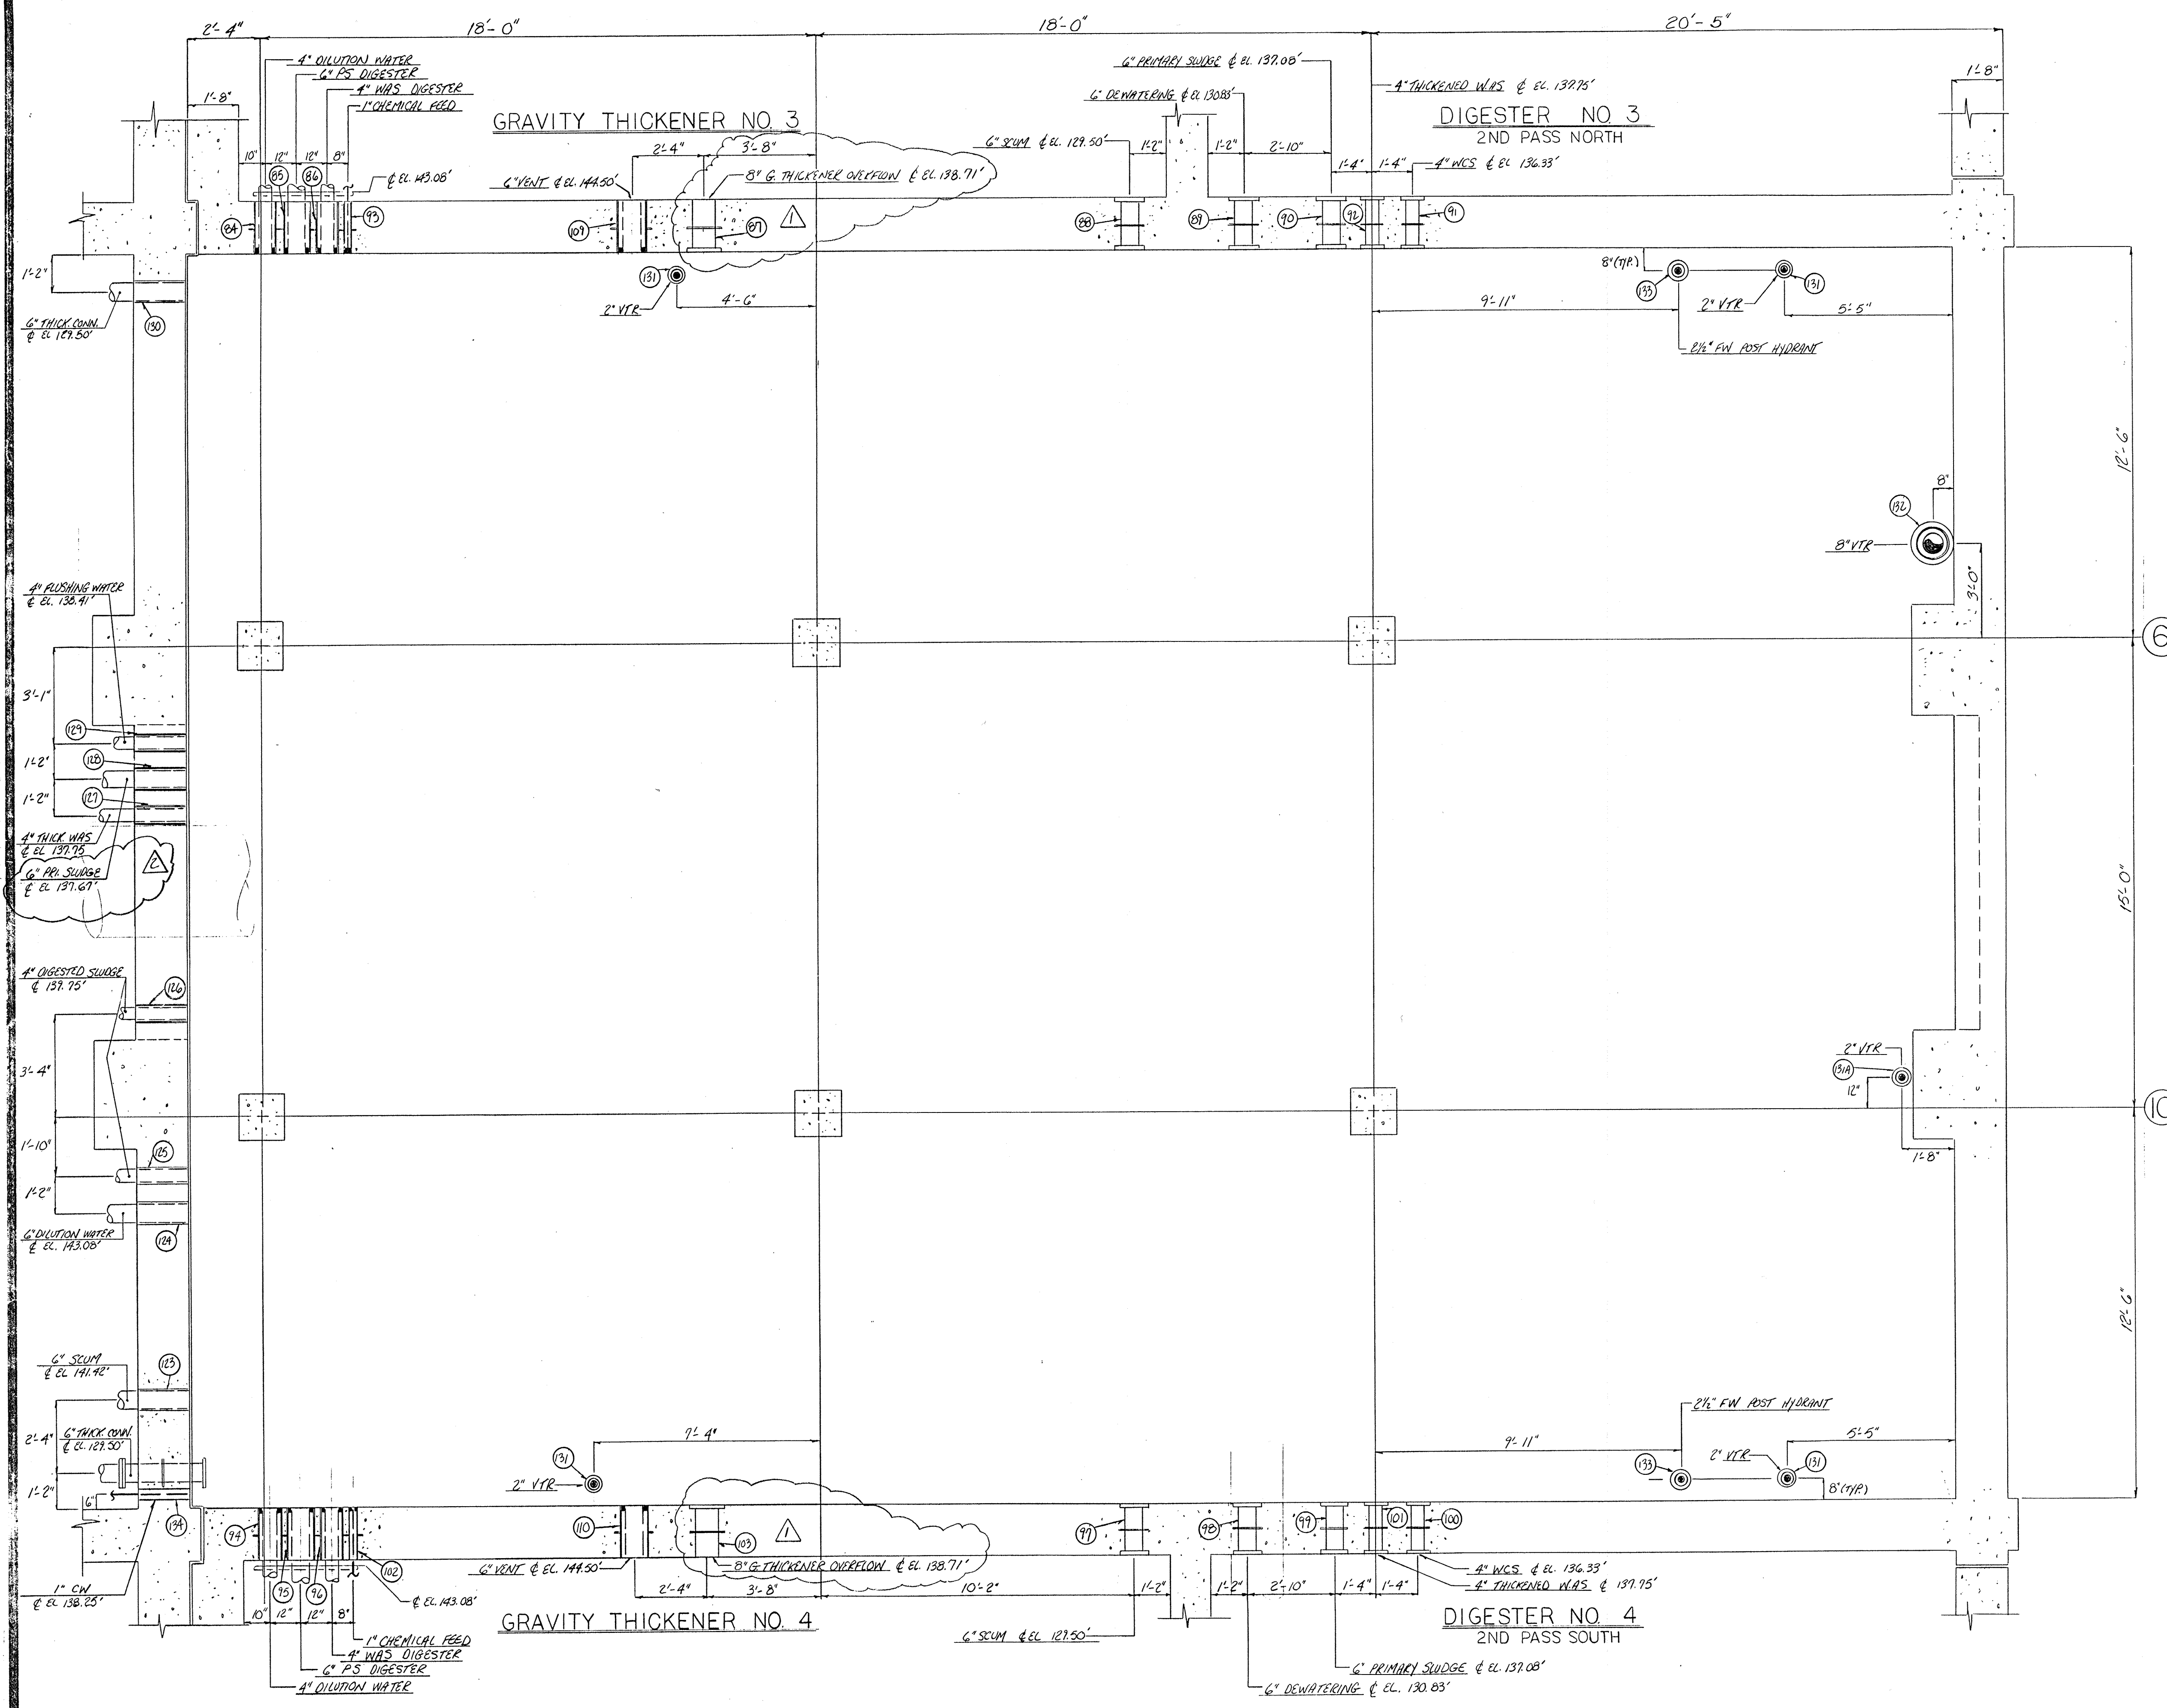 2'-4"
18'-0"
18'-0"
20'-5"
4" DILUTION WATER
6" PS DIGESTER
4" WAS DIGESTER
1" CHEMICAL FEED
1'-8"
GRAVITY THICKENER NO. 3
6" PRIMARY SLUDGE ℄ EL. 137.08'
6" DEWATERING ℄ EL 130.83'
4" THICKENED W.A.S ℄ EL. 137.75'
DIGESTER NO 3
2ND PASS NORTH
1'-8"
10"
12"
12"
8"
85
86
℄ EL. 143.08'
2'-4"
3'-8"
6" VENT ℄ EL. 144.50'
8" G. THICKENER OVERFLOW ℄ EL. 138.71'
6" SCUM ℄ EL. 129.50'
1'-2"
1'-2"
2'-10"
1'-4"
1'-4"
4" WCS ℄ EL 136.33'
84
93
109
87
1
88
89
90
92
91
1'-2"
6" THICK. CONN.
℄ EL 129.50'
130
131
2" VTR
4'-6"
8" (TYP.)
133
2" VTR
131
9'-11"
5'-5"
2½" FW POST HYDRANT
12'-6"
8"
132
8" VTR
3'-0"
4" FLUSHING WATER
℄ EL. 138.41'
6
3'-1"
129
1'-2"
128
1'-2"
127
4" THICK. WAS
℄ EL 137.75
2
6" PRI. SLUDGE
℄ EL 137.67'
15'-0"
4" DIGESTED SLUDGE
℄ 139.75'
126
3'-4"
2" VTR
131A
12"
10
1'-10"
125
1'-8"
1'-2"
6" DILUTION WATER
℄ EL. 143.08'
124
12'-6"
6" SCUM
℄ EL 141.42'
123
2'-4"
6" THICK. CONN.
℄ EL. 129.50'
1'-2"
6"
134
1" CW
℄ EL 138.25'
7'-4"
131
2" VTR
2½" FW POST HYDRANT
9'-11"
5'-5"
133
2" VTR
131
8" (TYP.)
94
95
96
102
110
103
1
97
98
99
101
100
6" VENT ℄ EL. 144.50'
8" G. THICKENER OVERFLOW ℄ EL. 138.71'
4" WCS ℄ EL. 136.33'
4" THICKENED W.A.S ℄ 137.75'
2'-4"
3'-8"
10'-2"
1'-2"
1'-2"
2'-10"
1'-4"
1'-4"
10"
12"
12"
8"
℄ EL. 143.08'
GRAVITY THICKENER NO. 4
DIGESTER NO. 4
2ND PASS SOUTH
1" CHEMICAL FEED
4" WAS DIGESTER
6" PS DIGESTER
4" DILUTION WATER
6" SCUM ℄ EL 129.50'
6" PRIMARY SLUDGE ℄ EL. 137.08'
6" DEWATERING ℄ EL. 130.83'